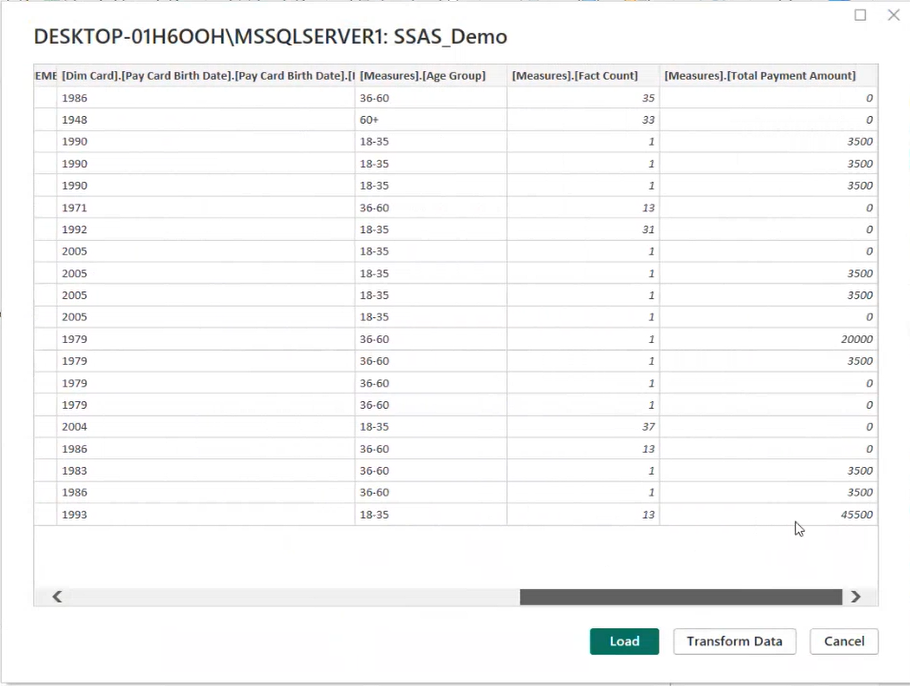 DESKTOP-01H6OOH\MSSQLSERVER1: SSAS_Demo
EME [Dim Card].[Pay Card Birth Date].[Pay Card Birth Date].[I [Measures].[Age Group] [Measures].[Fact Count] [Measures].[Total Payment Amount]
1986 36-60 35 0
1948 60+ 33 0
1990 18-35 1 3500
1990 18-35 1 3500
1990 18-35 1 3500
1971 36-60 13 0
1992 18-35 31 0
2005 18-35 1 0
2005 18-35 1 3500
2005 18-35 1 3500
2005 18-35 1 0
1979 36-60 1 20000
1979 36-60 1 3500
1979 36-60 1 0
1979 36-60 1 0
2004 18-35 37 0
1986 36-60 13 0
1983 36-60 1 3500
1986 36-60 1 3500
1993 18-35 13 45500
Load Transform Data Cancel